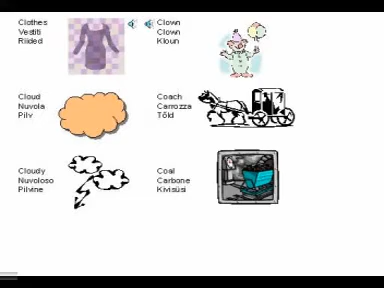 Clothes
Vestiti
Riided
Clown
Clown
Kloun
Cloud
Nuvola
Pilv
Coach
Carrozza
Tõld
Cloudy
Nuvoloso
Pilvine
Coal
Carbone
Kivisüsi